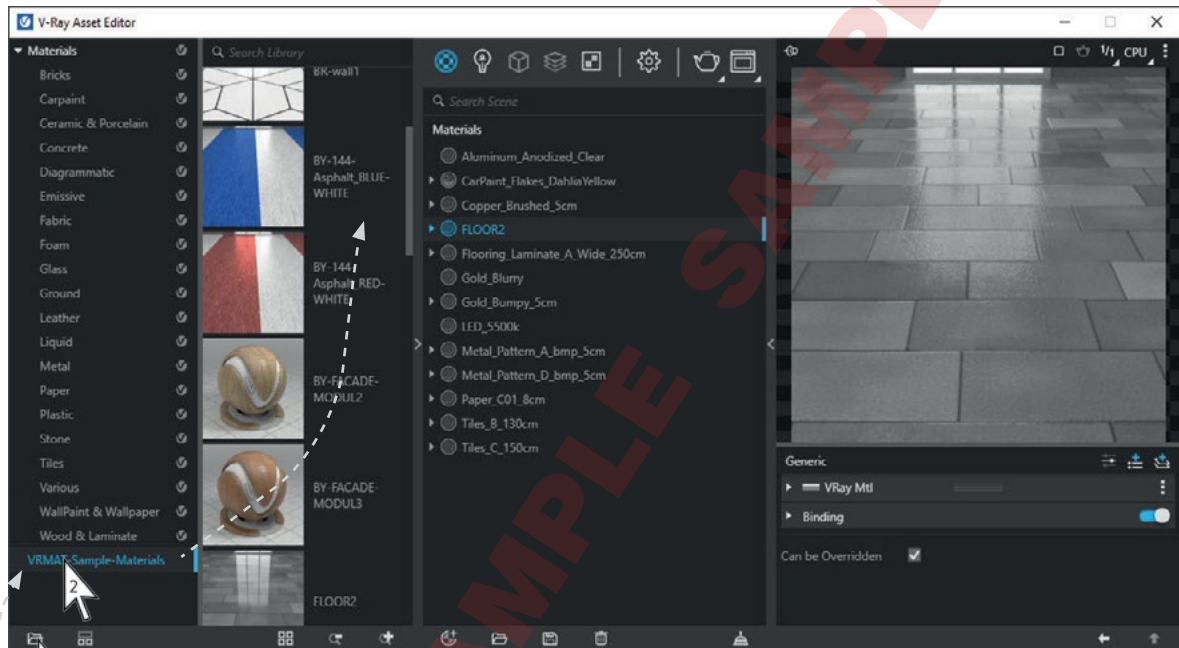 V-Ray Asset Editor
Materials
Bricks
Carpaint
Ceramic & Porcelain
Concrete
Diagrammatic
Emissive
Fabric
Foam
Glass
Ground
Leather
Liquid
Metal
Paper
Plastic
Stone
Tiles
Various
WallPaint & Wallpaper
Wood & Laminate
VRMAT-Sample-Materials
2
Search Library
BR-wall1
BY-144-
Asphalt_BLUE-
WHITE
BY-144-
Asphalt_RED-
WHITE
BY-FACADE-
MODUL2
BY-FACADE-
MODUL3
FLOOR2
Search Scene
Materials
Aluminum_Anodized_Clear
CarPaint_Flakes_DahliaYellow
Copper_Brushed_5cm
FLOOR2
Flooring_Laminate_A_Wide_250cm
Gold_Blurry
Gold_Bumpy_5cm
LED_5500k
Metal_Pattern_A_bmp_5cm
Metal_Pattern_D_bmp_5cm
Paper_C01_8cm
Tiles_B_130cm
Tiles_C_150cm
1/1 CPU
Generic
VRay Mtl
Binding
Can be Overridden
SAMPLE SAMPLE